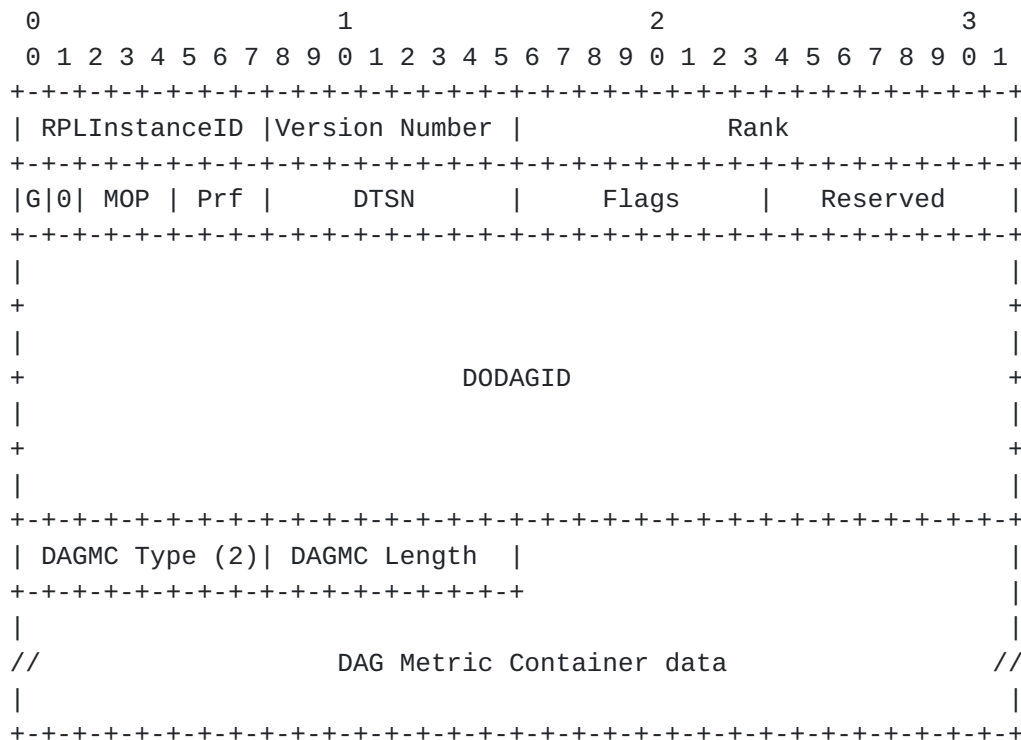 0                   1                   2                   3
 0 1 2 3 4 5 6 7 8 9 0 1 2 3 4 5 6 7 8 9 0 1 2 3 4 5 6 7 8 9 0 1
+-+-+-+-+-+-+-+-+-+-+-+-+-+-+-+-+-+-+-+-+-+-+-+-+-+-+-+-+-+-+-+-+
| RPLInstanceID |Version Number |             Rank              |
+-+-+-+-+-+-+-+-+-+-+-+-+-+-+-+-+-+-+-+-+-+-+-+-+-+-+-+-+-+-+-+-+
|G|0| MOP | Prf |     DTSN      |     Flags     |   Reserved    |
+-+-+-+-+-+-+-+-+-+-+-+-+-+-+-+-+-+-+-+-+-+-+-+-+-+-+-+-+-+-+-+-+
|                                                               |
+                                                               +
|                                                               |
+                            DODAGID                            +
|                                                               |
+                                                               +
|                                                               |
+-+-+-+-+-+-+-+-+-+-+-+-+-+-+-+-+-+-+-+-+-+-+-+-+-+-+-+-+-+-+-+-+
| DAGMC Type (2)| DAGMC Length  |                               |
+-+-+-+-+-+-+-+-+-+-+-+-+-+-+-+-+                               |
|                                                               |
//                   DAG Metric Container data                 //
|                                                               |
+-+-+-+-+-+-+-+-+-+-+-+-+-+-+-+-+-+-+-+-+-+-+-+-+-+-+-+-+-+-+-+-+